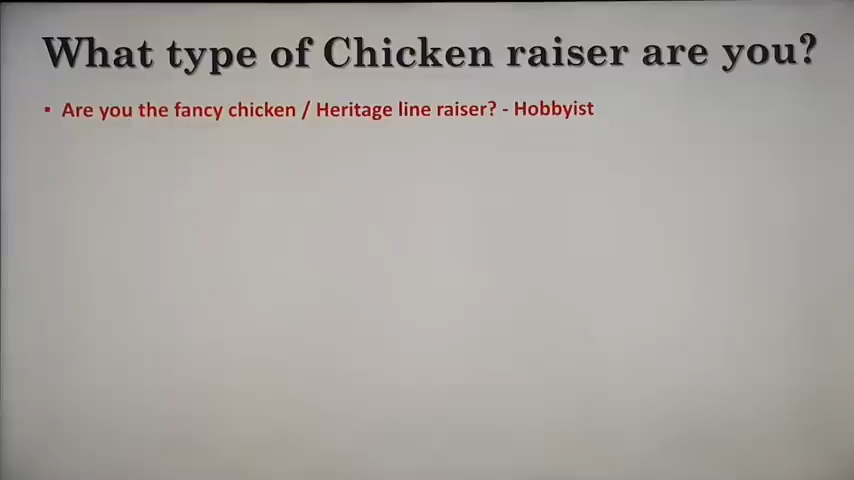 What type of Chicken raiser are you?
▪ Are you the fancy chicken / Heritage line raiser? - Hobbyist